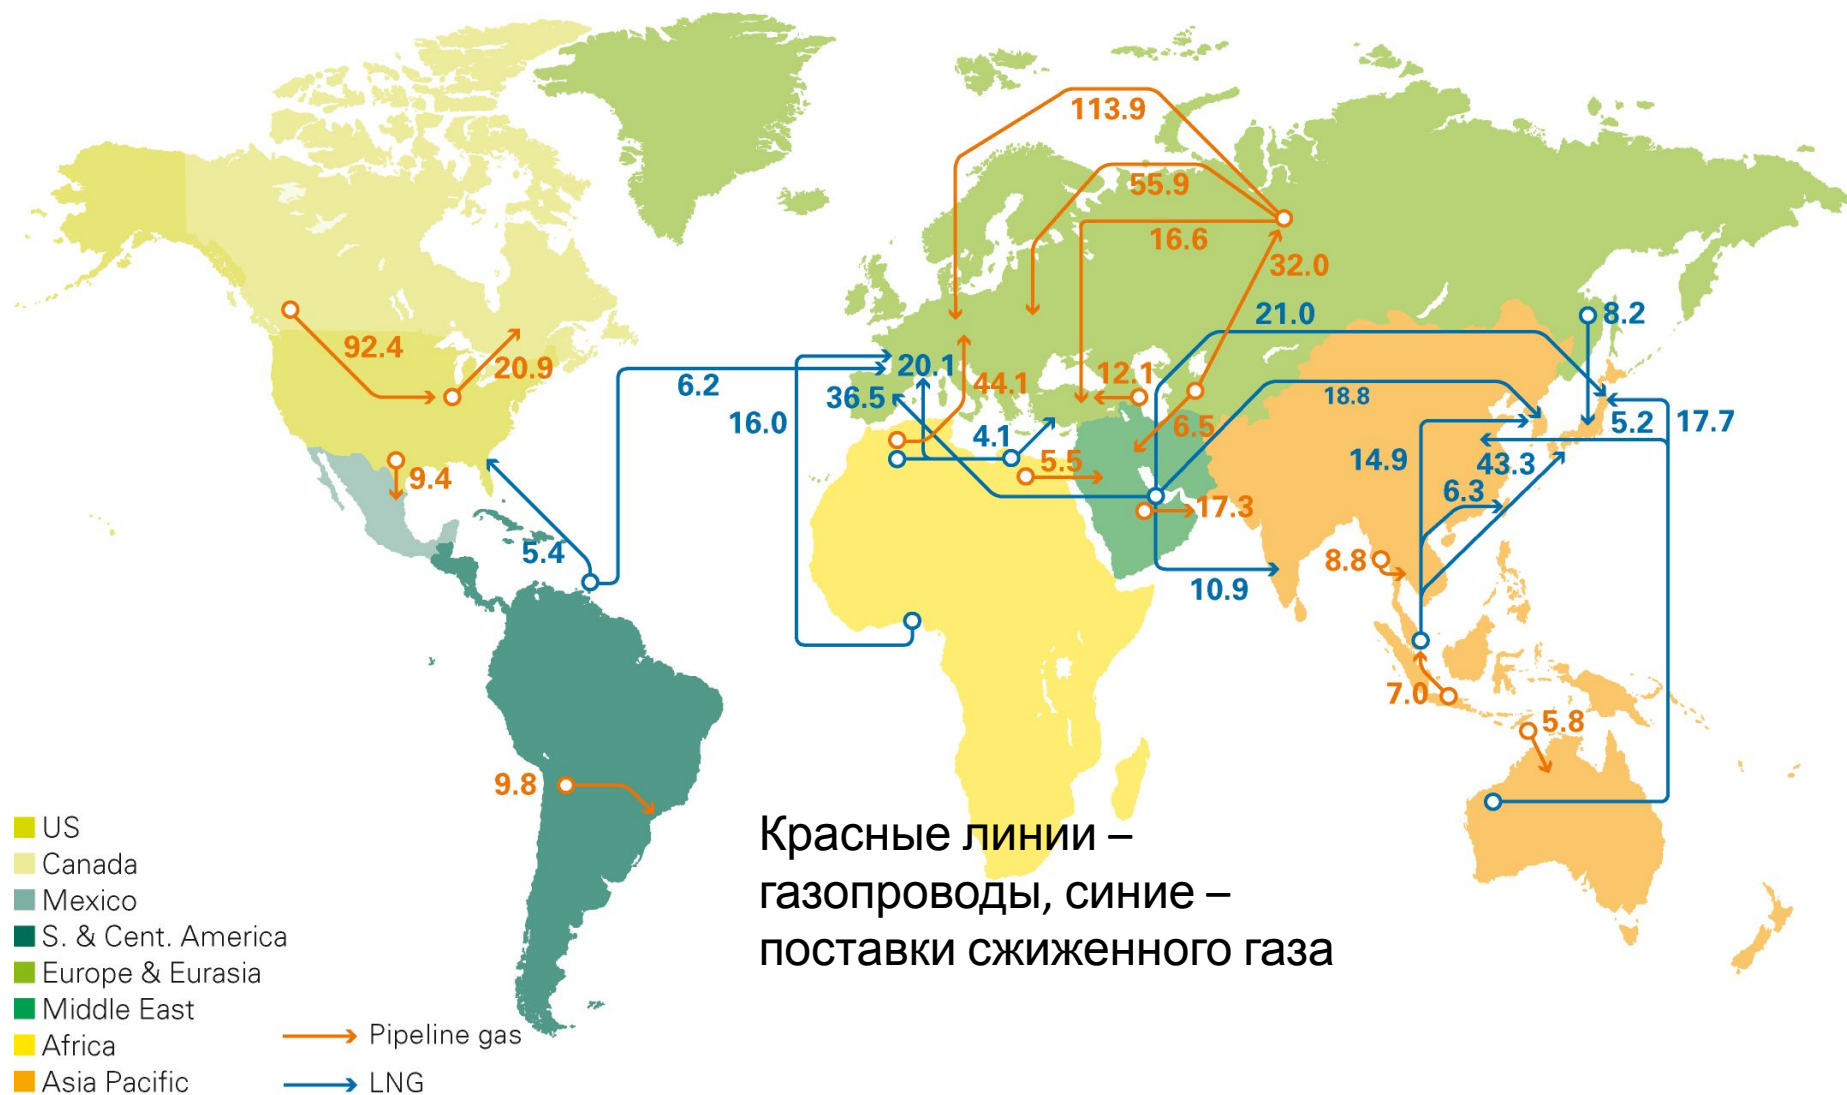 113.9
55.9
16.6
32.0
21.0
8.2
92.4
20.9
20.1
6.2
36.5
44.1
12.1
18.8
16.0
4.1
6.5
5.2
17.7
9.4
5.5
14.9
43.3
6.3
17.3
5.4
8.8
10.9
7.0
5.8
9.8
Красные линии –
газопроводы, синие –
поставки сжиженного газа
US
Canada
Mexico
S. & Cent. America
Europe & Eurasia
Middle East
Africa
Asia Pacific
Pipeline gas
LNG